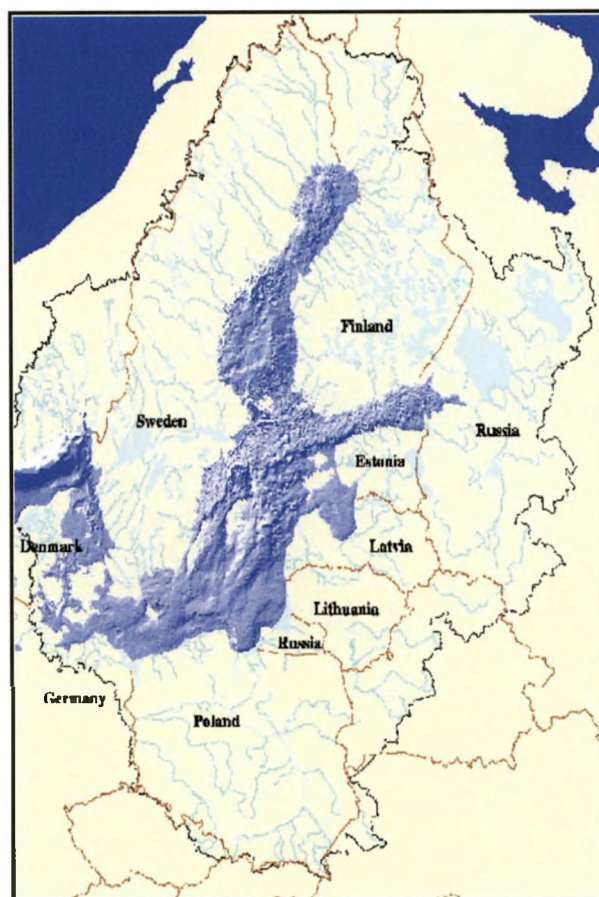 Finland
Sweden
Russia
Estonia
Denmark
Latvia
Lithuania
Russia
Germany
Poland